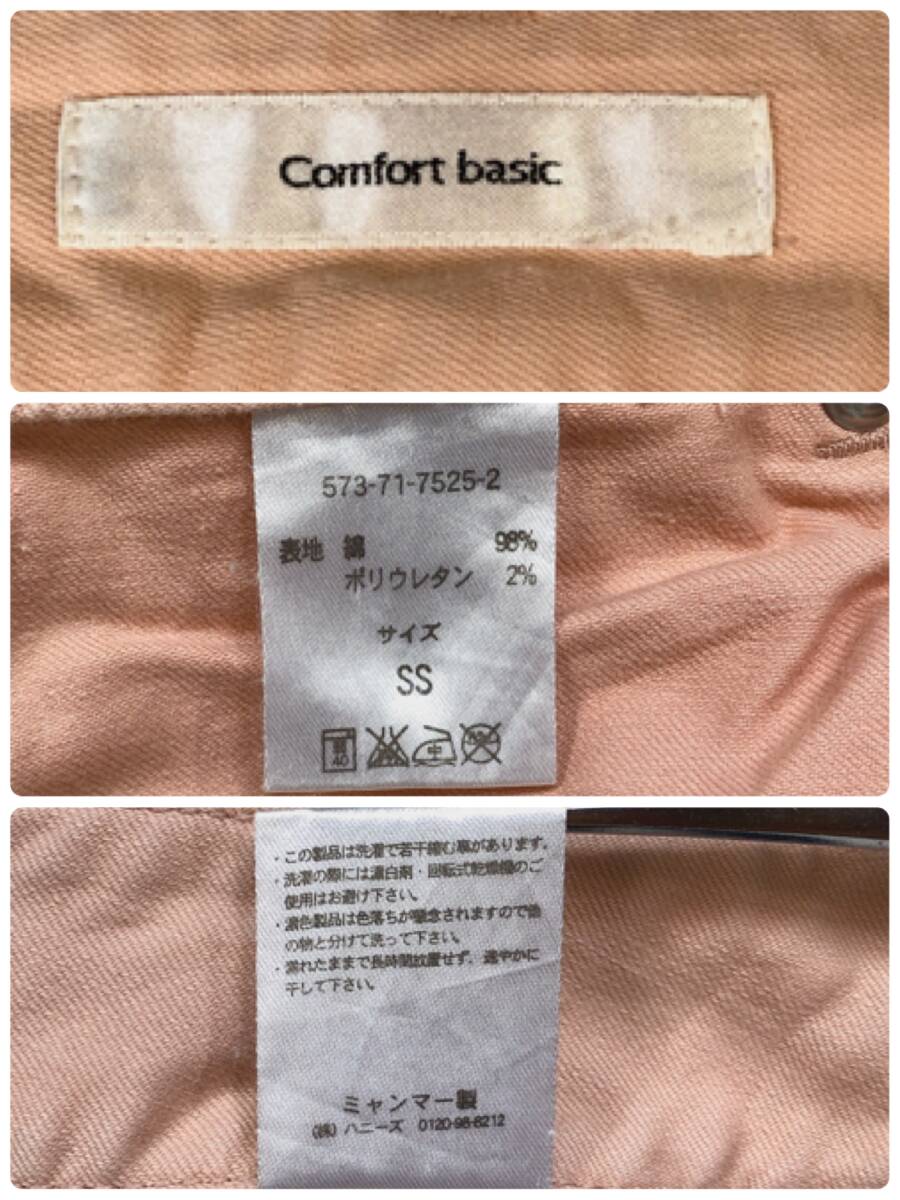 Comfort basic
573-71-7525-2
表地 綿 98%
ポリウレタン 2%
サイズ
SS
40 中
・この製品は洗濯で若干縮む事があります。
・洗濯の際には漂白剤・回転式乾燥機のご
使用はお避け下さい。
・濃色製品は色落ちが懸念されますので他
の物と分けて洗って下さい。
・濡れたままで長時間放置せず、速やかに
干して下さい。
ミャンマー製
(株) ハニーズ 0120-98-8212